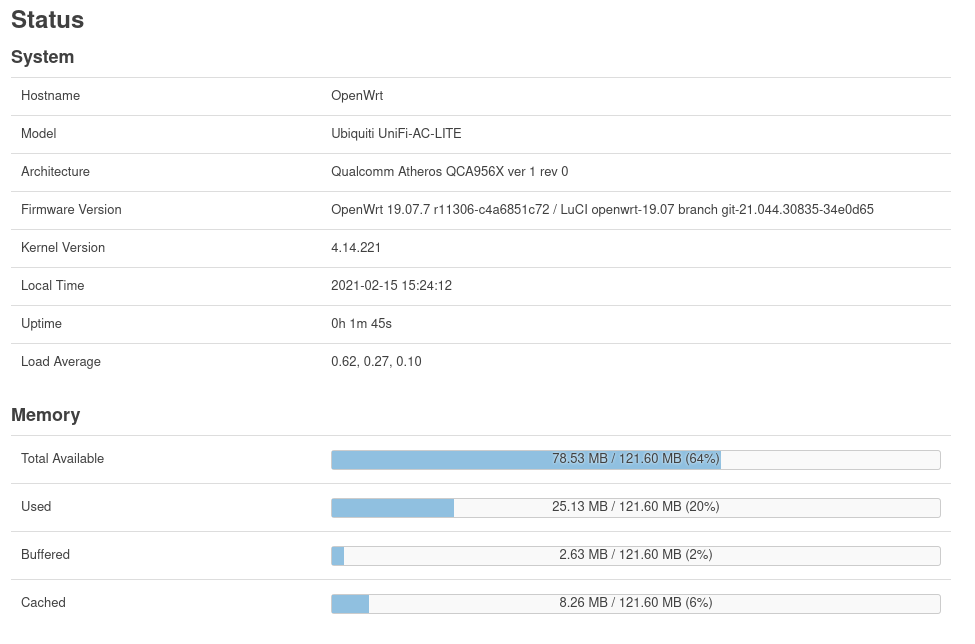 Status
System
Hostname OpenWrt
Model Ubiquiti UniFi-AC-LITE
Architecture Qualcomm Atheros QCA956X ver 1 rev 0
Firmware Version OpenWrt 19.07.7 r11306-c4a6851c72 / LuCI openwrt-19.07 branch git-21.044.30835-34e0d65
Kernel Version 4.14.221
Local Time 2021-02-15 15:24:12
Uptime 0h 1m 45s
Load Average 0.62, 0.27, 0.10
Memory
Total Available 78.53 MB / 121.60 MB (64%)
Used 25.13 MB / 121.60 MB (20%)
Buffered 2.63 MB / 121.60 MB (2%)
Cached 8.26 MB / 121.60 MB (6%)